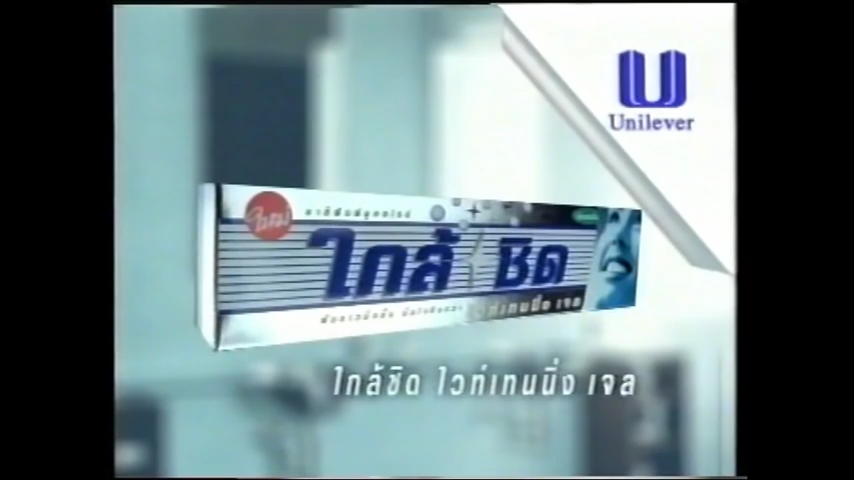 Unilever
ใหม่
ใกล้ ชิด
ไวท์เทนนิ่ง เจล
ใกล้ชิด ไวท์เทนนิ่ง เจล